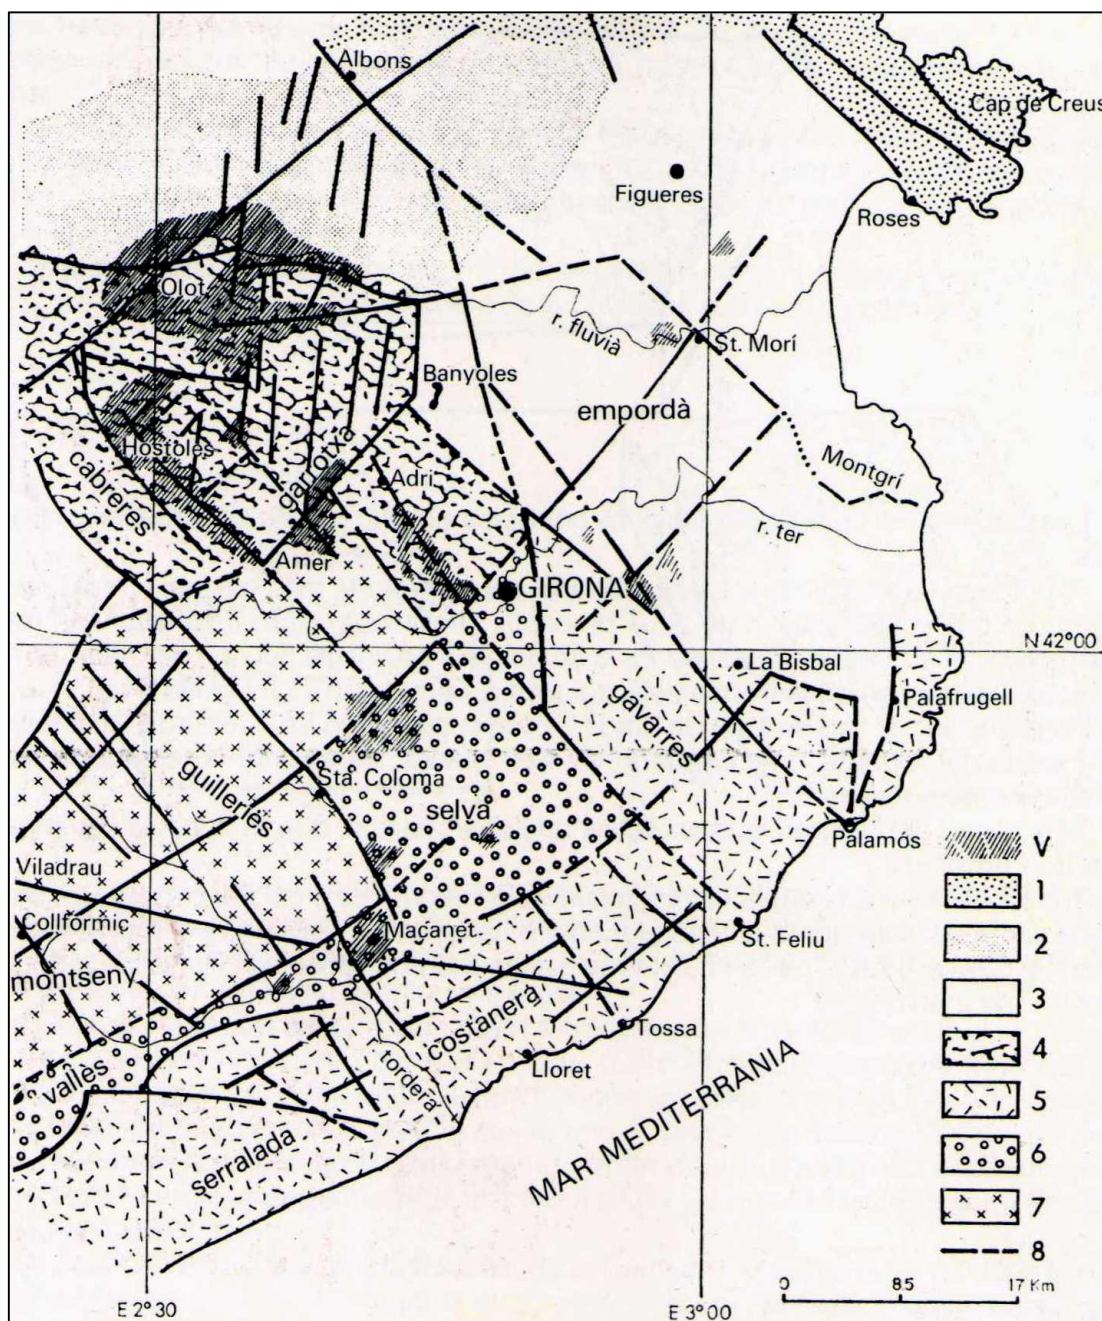 Albons
Cap de Creus
Figueres
Roses
Olot
r. fluvià
St. Morí
Banyoles
empordà
Hostoles
cabreres
garrotxa
Adri
Montgrí
r. ter
Amer
GIRONA
N 42°00
La Bisbal
gavarres
Palafrugell
guilleries
Sta. Coloma
selva
Palamós
Viladrau
Collformic
Maçanet
St. Feliu
montseny
costanera
Tossa
vallès
Lloret
tordera
serralada
MAR MEDITERRÀNIA
V
1
2
3
4
5
6
7
8
0 8.5 17 Km
E 2°30
E 3°00